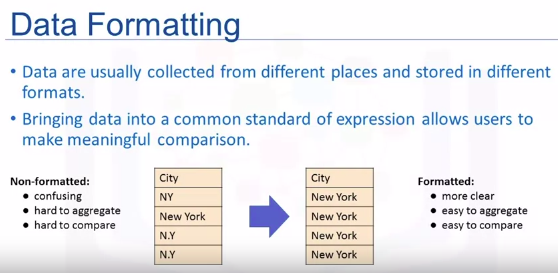 Data Formatting
• Data are usually collected from different places and stored in different
formats.
• Bringing data into a common standard of expression allows users to
make meaningful comparison.
Non-formatted:
• confusing
• hard to aggregate
• hard to compare
City
NY
New York
N.Y
N.Y
City
New York
New York
New York
New York
Formatted:
• more clear
• easy to aggregate
• easy to compare